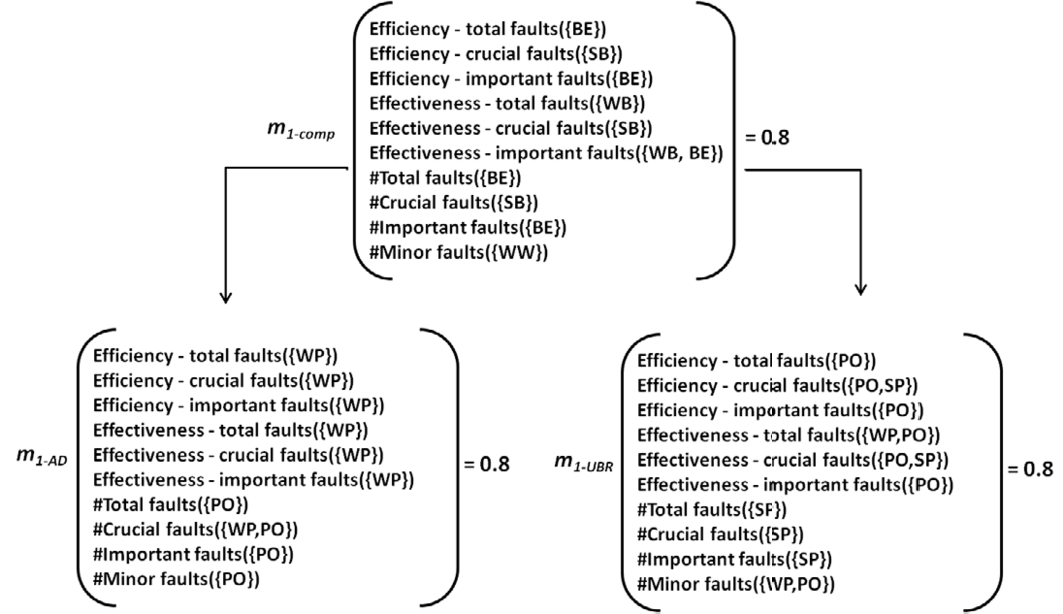 Efficiency - total faults({BE})
Efficiency - crucial faults({SB})
Efficiency - important faults({BE})
Effectiveness - total faults({WB})
Effectiveness - crucial faults({SB})
Effectiveness - important faults({WB, BE})
#Total faults({BE})
#Crucial faults({SB})
#Important faults({BE})
#Minor faults({WW})
m1-comp
= 0.8
Efficiency - total faults({WP})
Efficiency - crucial faults({WP})
Efficiency - important faults({WP})
Effectiveness - total faults({WP})
Effectiveness - crucial faults({WP})
Effectiveness - important faults({WP})
#Total faults({PO})
#Crucial faults({WP,PO})
#Important faults({PO})
#Minor faults({PO})
m1-AD
= 0.8
Efficiency - total faults({PO})
Efficiency - crucial faults({PO,SP})
Efficiency - important faults({PO})
Effectiveness - total faults({WP,PO})
Effectiveness - crucial faults({PO,SP})
Effectiveness - important faults({PO})
#Total faults({SP})
#Crucial faults({SP})
#Important faults({SP})
#Minor faults({WP,PO})
m1-UBR
= 0.8